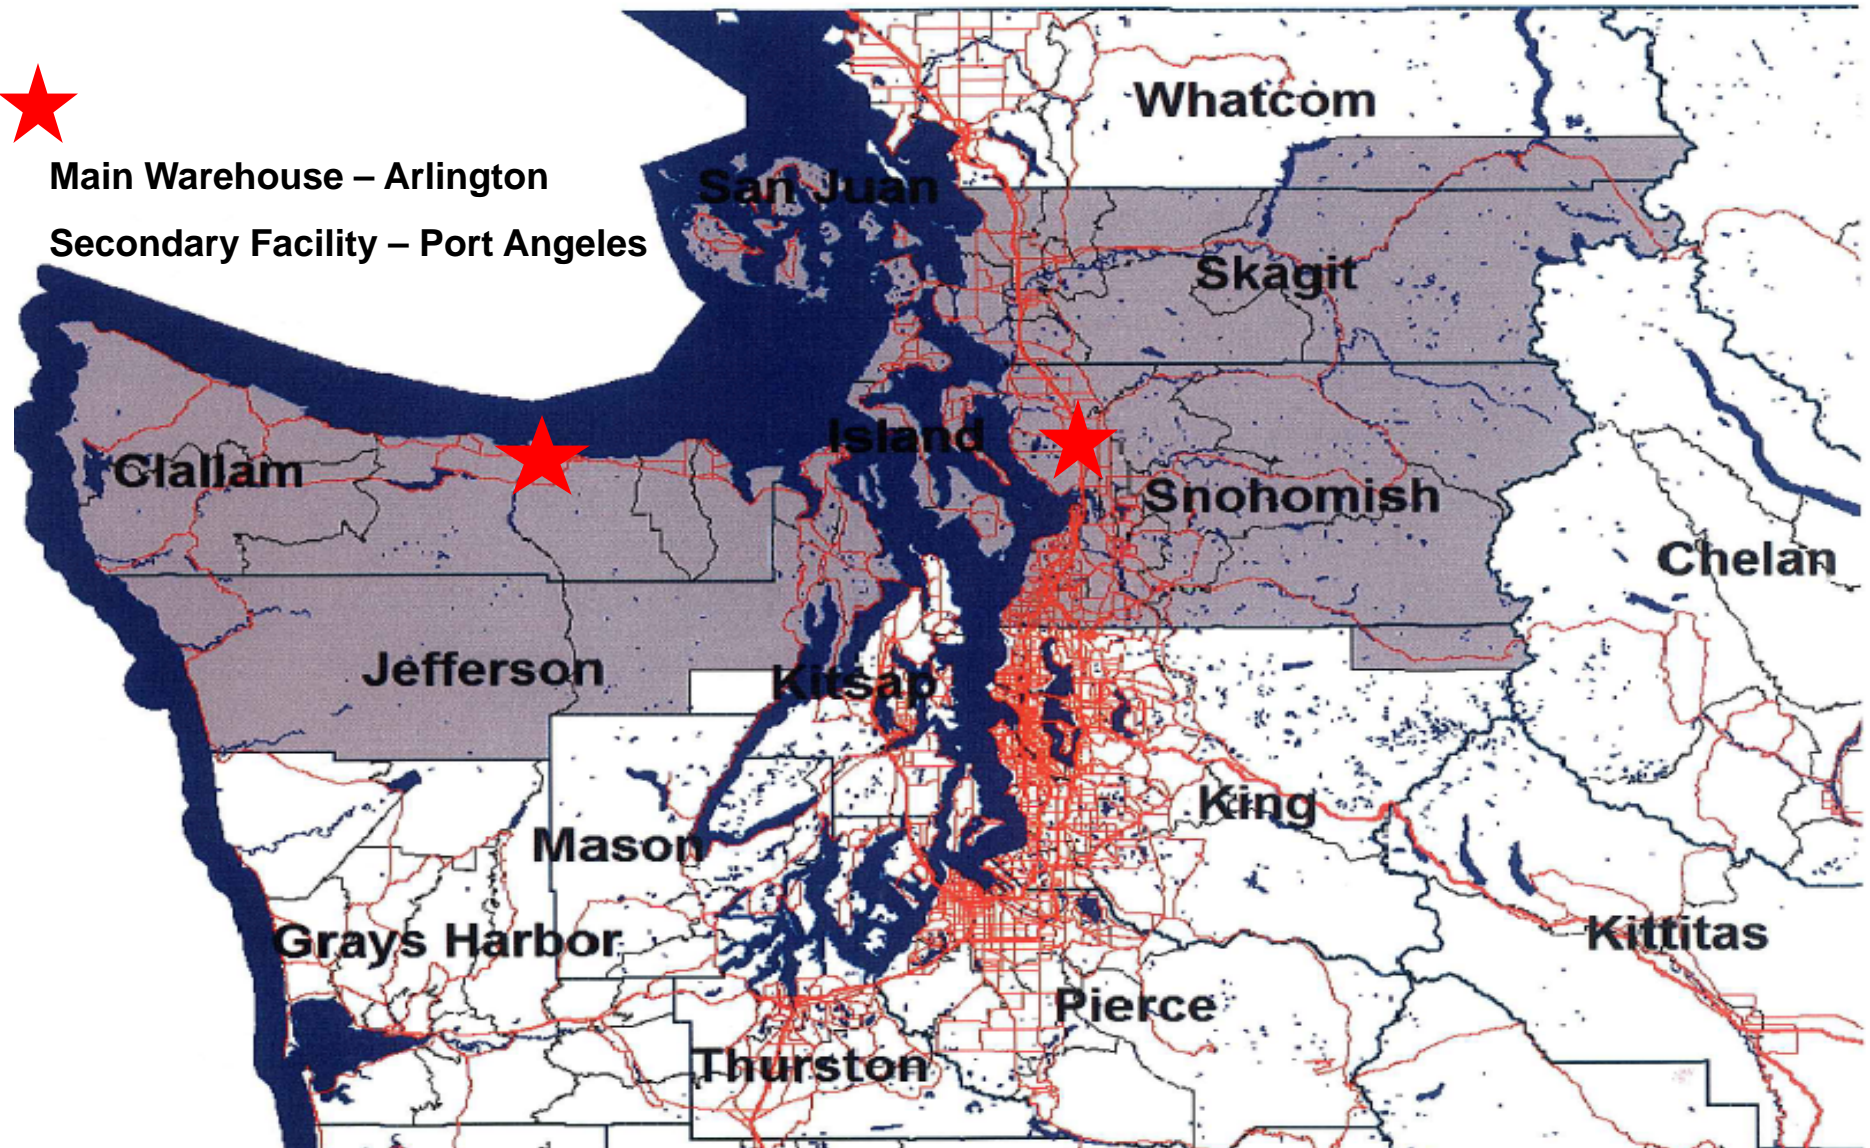 Whatcom
Main Warehouse – Arlington
San Juan
Secondary Facility – Port Angeles
Skagit
Island
Clallam
Snohomish
Chelan
Jefferson
Kitsap
King
Mason
Grays Harbor
Kittitas
Pierce
Thurston